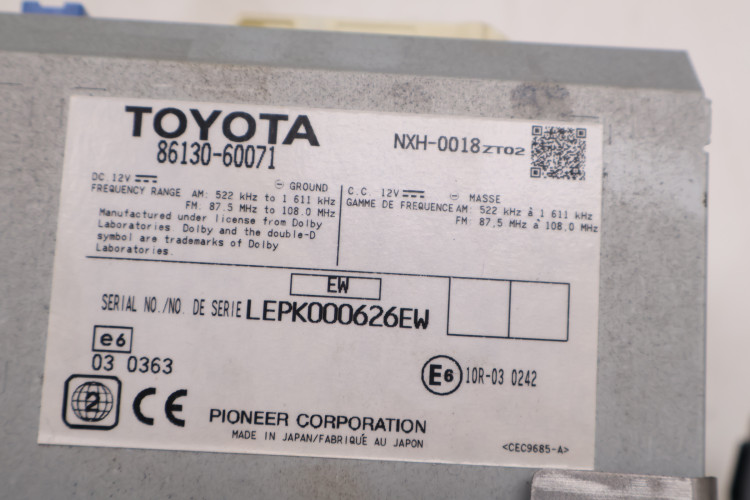 TOYOTA
86130-60071
NXH-0018ZT02
DC. 12V GROUND
FREQUENCY RANGE AM: 522 kHz to 1 611 kHz
FM: 87.5 MHz to 108.0 MHz
Manufactured under license from Dolby
Laboratories. Dolby and the double-D
symbol are trademarks of Dolby
Laboratories.
C.C. 12V MASSE
GAMME DE FREQUENCE AM: 522 kHz à 1 611 kHz
FM: 87,5 MHz à 108,0 MHz
EW
SERIAL NO./NO. DE SERIE LEPK000626EW
e6
03 0363
E6 10R-03 0242
2 CE
PIONEER CORPORATION
MADE IN JAPAN/FABRIQUÉ AU JAPON
<CEC9685-A>